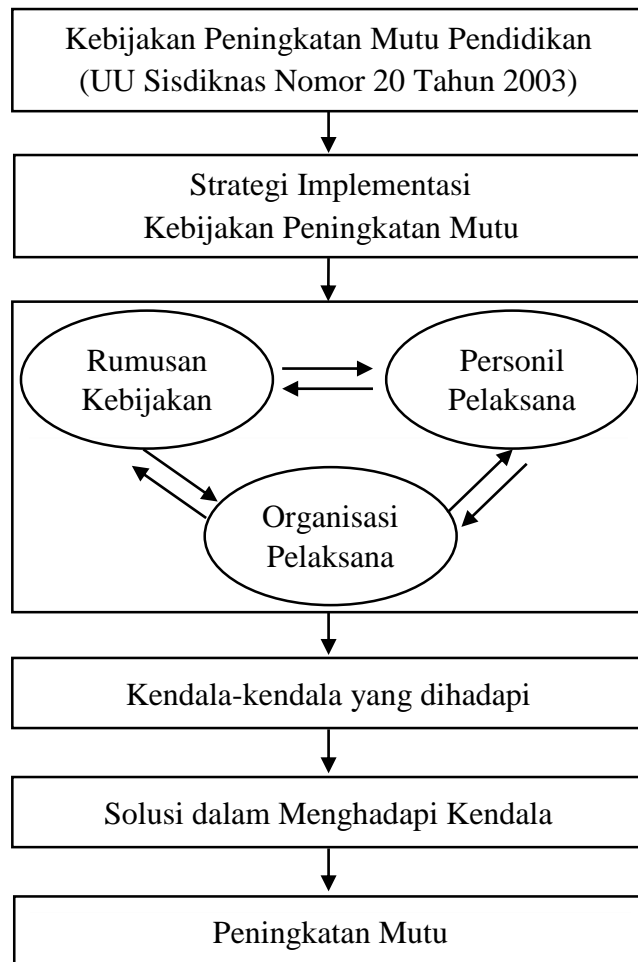 Kebijakan Peningkatan Mutu Pendidikan
(UU Sisdiknas Nomor 20 Tahun 2003)
Strategi Implementasi
Kebijakan Peningkatan Mutu
Rumusan
Kebijakan
Personil
Pelaksana
Organisasi
Pelaksana
Kendala-kendala yang dihadapi
Solusi dalam Menghadapi Kendala
Peningkatan Mutu